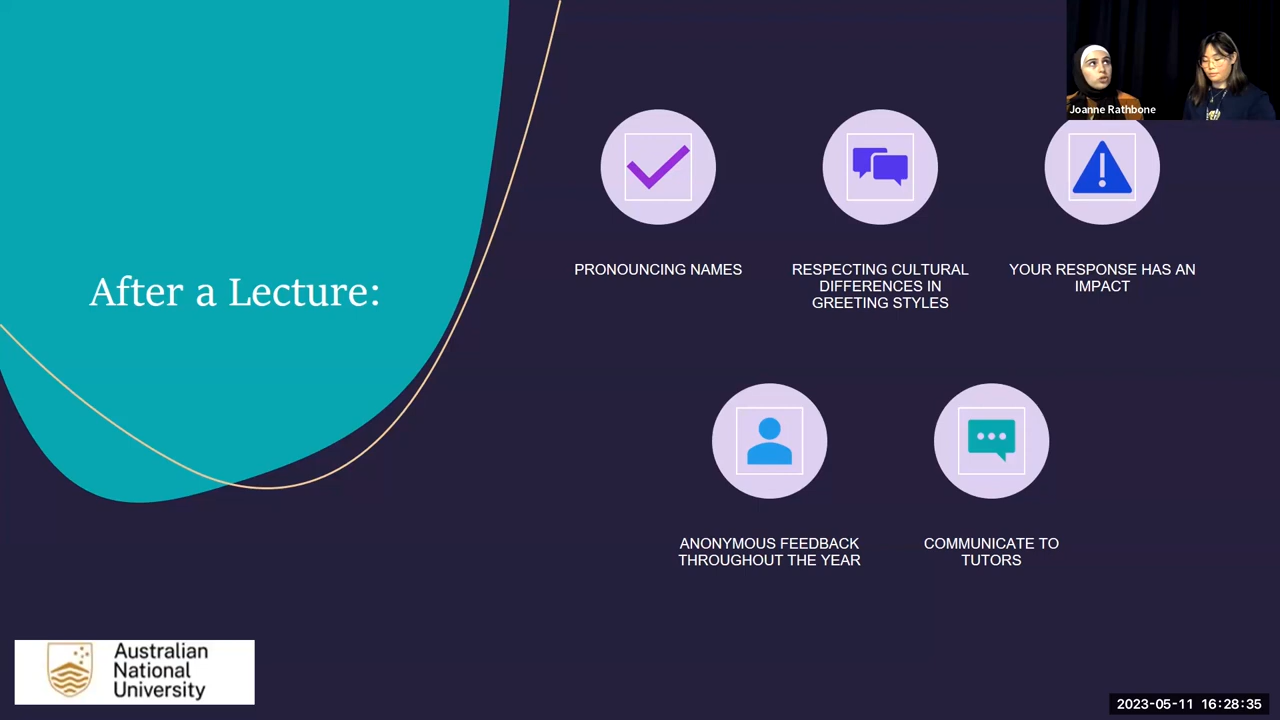 Joanne Rathbone
After a Lecture:
PRONOUNCING NAMES
RESPECTING CULTURAL
DIFFERENCES IN
GREETING STYLES
YOUR RESPONSE HAS AN
IMPACT
ANONYMOUS FEEDBACK
THROUGHOUT THE YEAR
COMMUNICATE TO
TUTORS
Australian
National
University
2023-05-11 16:28:35